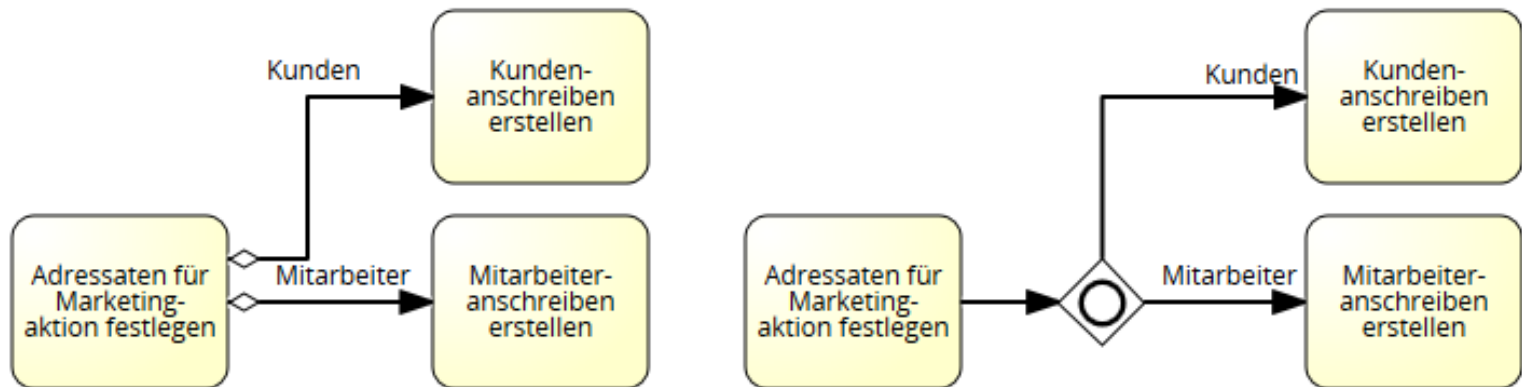 Kunden
Kunden-
anschreiben
erstellen
Adressaten für
Marketing-
aktion festlegen
Mitarbeiter
Mitarbeiter-
anschreiben
erstellen
Kunden
Kunden-
anschreiben
erstellen
Adressaten für
Marketing-
aktion festlegen
Mitarbeiter
Mitarbeiter-
anschreiben
erstellen